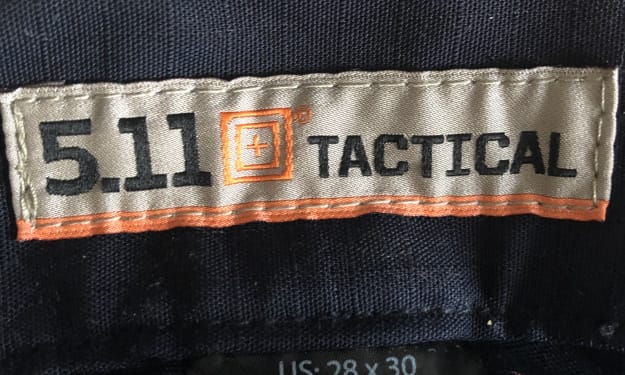 5.11 TACTICAL
US: 28 x 30